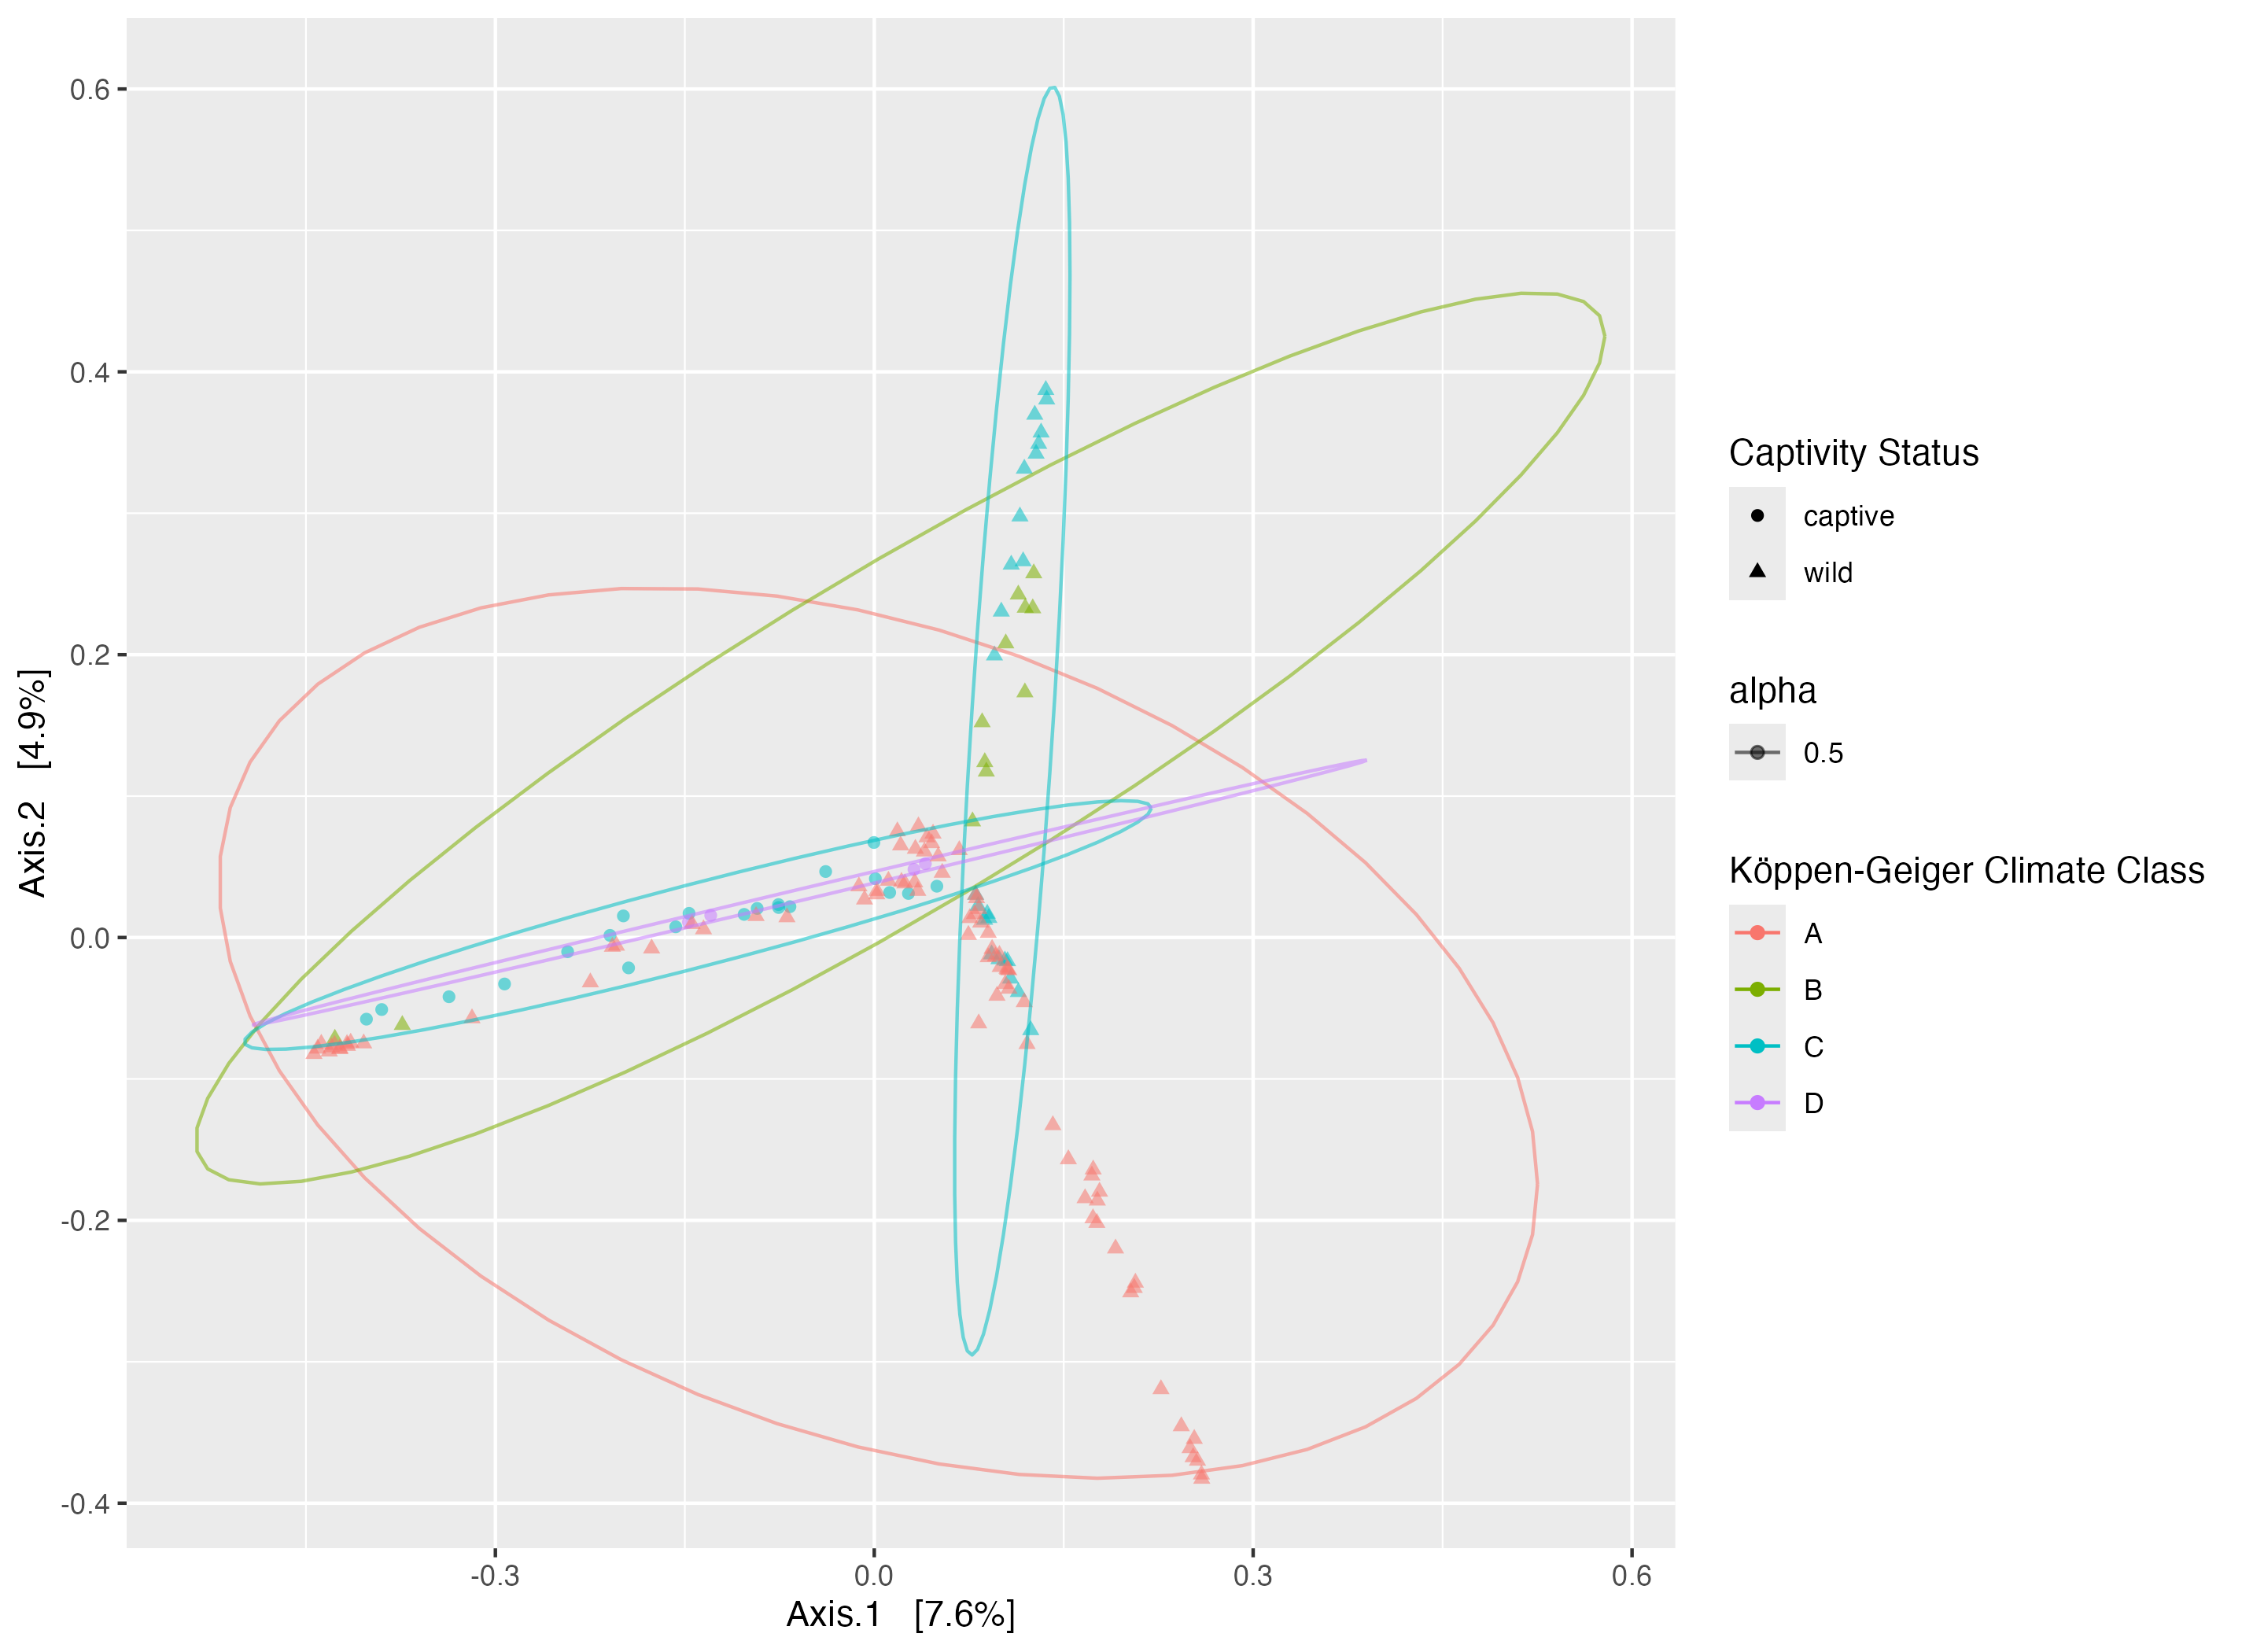 0.6
0.4
0.2
0.0
-0.2
-0.4
Axis.2 [4.9%]
-0.3
0.0
0.3
0.6
Axis.1 [7.6%]
Captivity Status
captive
wild
alpha
0.5
Köppen-Geiger Climate Class
A
B
C
D